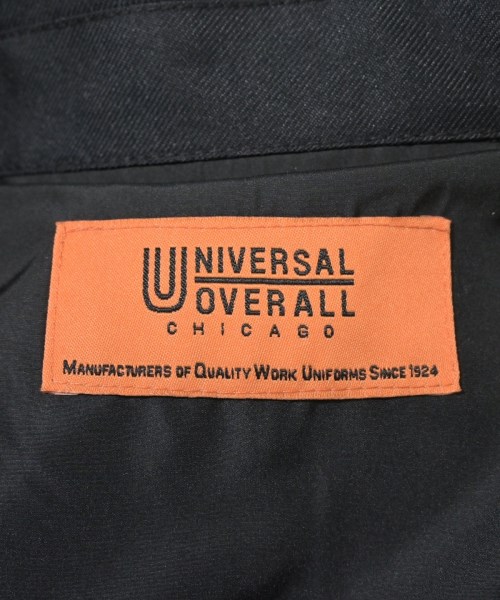 UNIVERSAL
OVERALL
CHICAGO
MANUFACTURERS OF QUALITY WORK UNIFORMS SINCE 1924